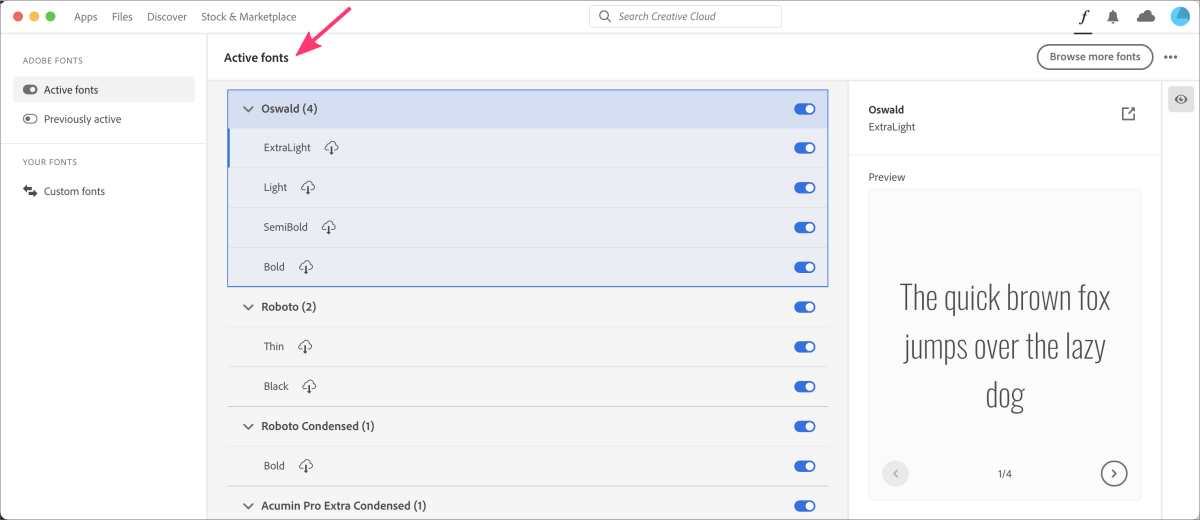 Apps Files Discover Stock & Marketplace
Search Creative Cloud
ADOBE FONTS
Active fonts
Previously active
YOUR FONTS
Custom fonts
Active fonts
Browse more fonts
Oswald (4)
ExtraLight
Light
SemiBold
Bold
Roboto (2)
Thin
Black
Roboto Condensed (1)
Bold
Acumin Pro Extra Condensed (1)
Oswald
ExtraLight
Preview
The quick brown fox
jumps over the lazy
dog
1/4